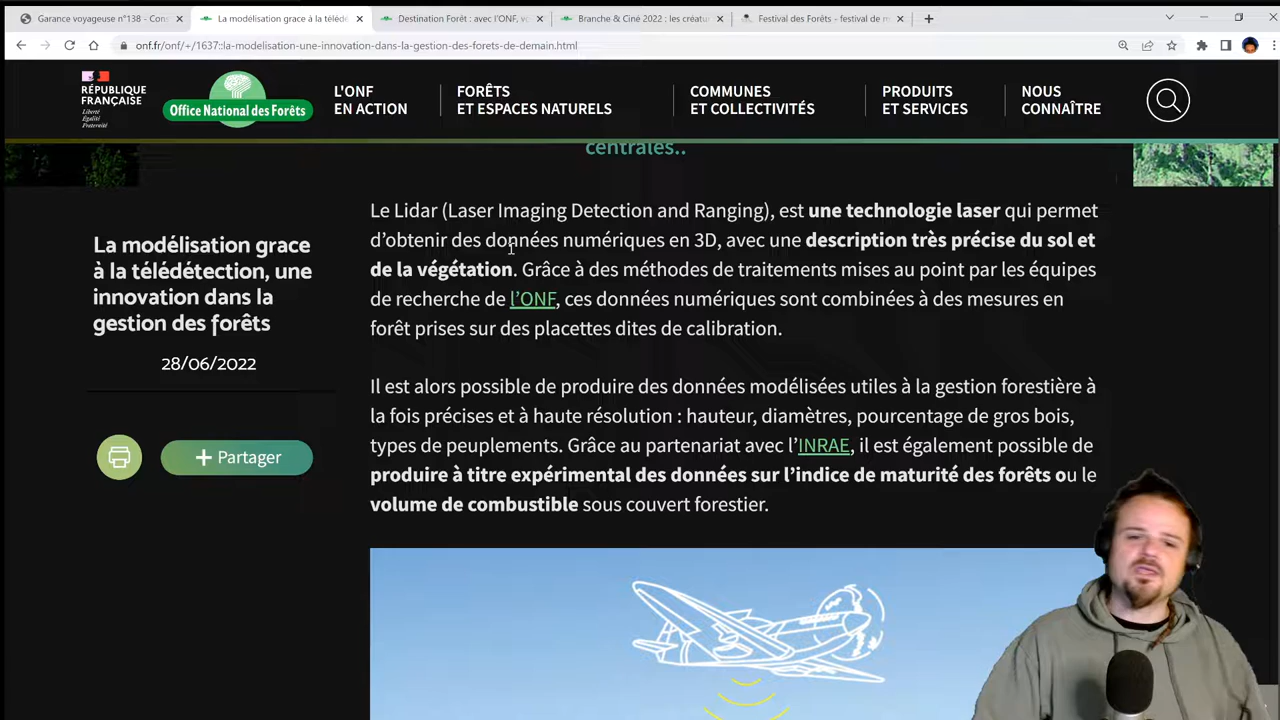 Garance voyageuse n°138 - Con
La modélisation grace à la téléd
Destination Forêt : avec l'ONF, vo
Branche & Ciné 2022 : les créatur
Festival des Forêts - festival de m
onf.fr/onf/+/1637::la-modelisation-une-innovation-dans-la-gestion-des-forets-de-demain.html
RÉPUBLIQUE
FRANÇAISE
Liberté
Égalité
Fraternité
Office National des Forêts
L'ONF
EN ACTION
FORÊTS
ET ESPACES NATURELS
COMMUNES
ET COLLECTIVITÉS
PRODUITS
ET SERVICES
NOUS
CONNAÎTRE
centrales..
La modélisation grace
à la télédétection, une
innovation dans la
gestion des forêts
28/06/2022
+ Partager
Le Lidar (Laser Imaging Detection and Ranging), est une technologie laser qui permet
d’obtenir des données numériques en 3D, avec une description très précise du sol et
de la végétation. Grâce à des méthodes de traitements mises au point par les équipes
de recherche de l’ONF, ces données numériques sont combinées à des mesures en
forêt prises sur des placettes dites de calibration.
Il est alors possible de produire des données modélisées utiles à la gestion forestière à
la fois précises et à haute résolution : hauteur, diamètres, pourcentage de gros bois,
types de peuplements. Grâce au partenariat avec l’INRAE, il est également possible de
produire à titre expérimental des données sur l’indice de maturité des forêts ou le
volume de combustible sous couvert forestier.